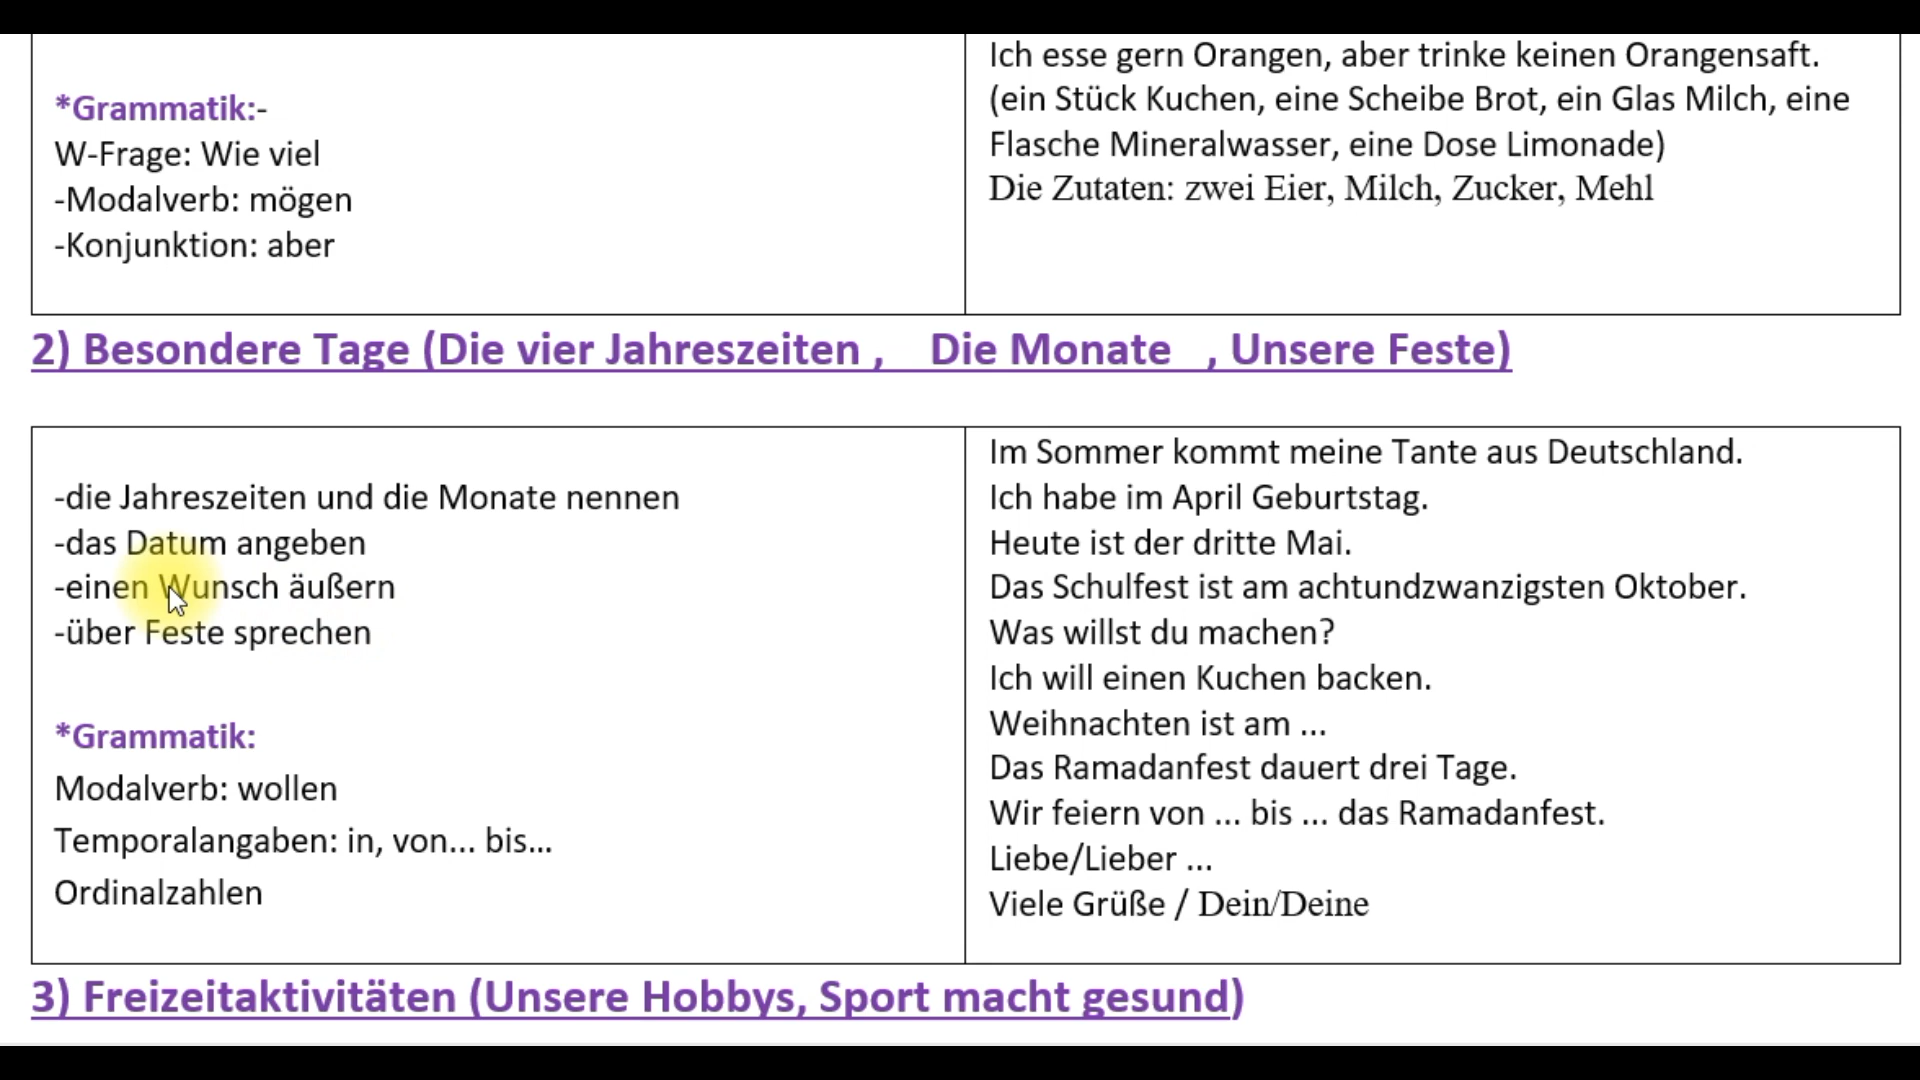 *Grammatik:-
W-Frage: Wie viel
-Modalverb: mögen
-Konjunktion: aber
Ich esse gern Orangen, aber trinke keinen Orangensaft.
(ein Stück Kuchen, eine Scheibe Brot, ein Glas Milch, eine
Flasche Mineralwasser, eine Dose Limonade)
Die Zutaten: zwei Eier, Milch, Zucker, Mehl
2) Besondere Tage (Die vier Jahreszeiten , Die Monate , Unsere Feste)
-die Jahreszeiten und die Monate nennen
-das Datum angeben
-einen Wunsch äußern
-über Feste sprechen
*Grammatik:
Modalverb: wollen
Temporalangaben: in, von... bis...
Ordinalzahlen
Im Sommer kommt meine Tante aus Deutschland.
Ich habe im April Geburtstag.
Heute ist der dritte Mai.
Das Schulfest ist am achtundzwanzigsten Oktober.
Was willst du machen?
Ich will einen Kuchen backen.
Weihnachten ist am ...
Das Ramadanfest dauert drei Tage.
Wir feiern von ... bis ... das Ramadanfest.
Liebe/Lieber ...
Viele Grüße / Dein/Deine
3) Freizeitaktivitäten (Unsere Hobbys, Sport macht gesund)